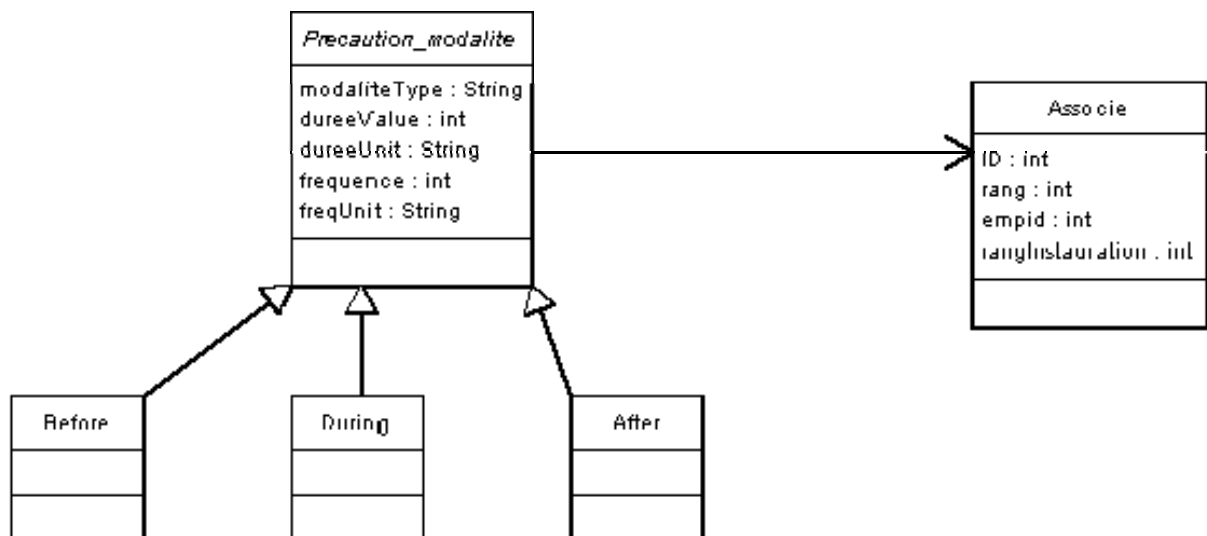 Precaution_modalite
modaliteType : String
dureeValue : int
dureeUnit : String
frequence : int
freqUnit : String
Associe
ID : int
rang : int
empid : int
rangInstauration : int
Before
During
After